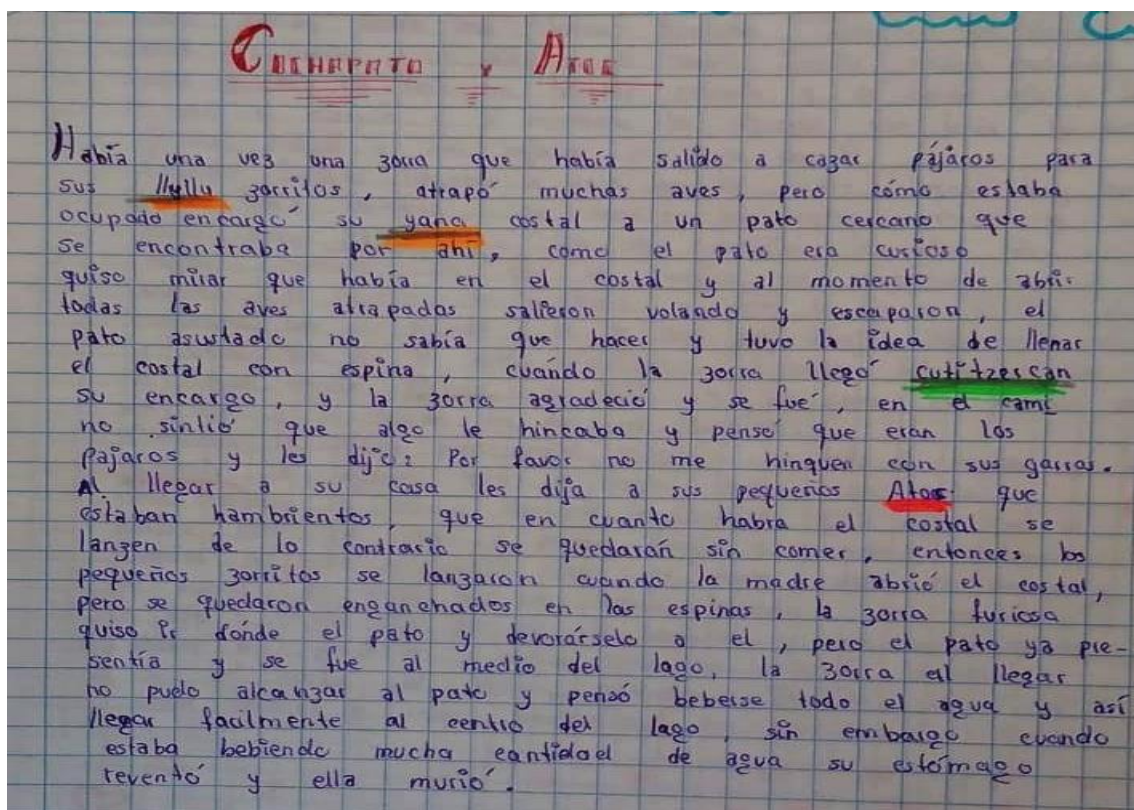 Cochapato y Atoc
Había una vez una zorra que había salido a cazar pájaros para
sus llullu zorritos, atrapó muchas aves, pero cómo estaba
ocupado encargó su yana costal a un pato cercano que
se encontraba por ahi, como el pato era curioso
quiso mirar que había en el costal y al momento de abrir
todas las aves atrapadas salieron volando y escaparon, el
pato asustado no sabía que hacer y tuvo la idea de llenar
el costal con espina, cuándo la zorra llegó cutitzercan
su encargo, y la zorra agradeció y se fué, en el cami
no sintió que algo le hincaba y pensó que eran los
pajaros y les dijo: Por favor no me hinquen con sus garras.
Al llegar a su casa les dija a sus pequeños Atoc que
estaban hambrientos, que en cuanto habra el costal se
lanzen de lo contrario se quedarán sin comer, entonces los
pequeños zorritos se lanzaron cuando la madre abrió el costal,
pero se quedaron enganchados en las espinas, la zorra furiosa
quiso ir dónde el pato y devorárselo a el, pero el pato ya pre-
sentía y se fue al medio del lago, la zorra al llegar
no pudo alcanzar al pato y pensó beberse todo el agua y así
llegar facilmente al centro del lago, sin embargo cuando
estaba bebiendo mucha cantidad de agua su estómago
reventó y ella murió.